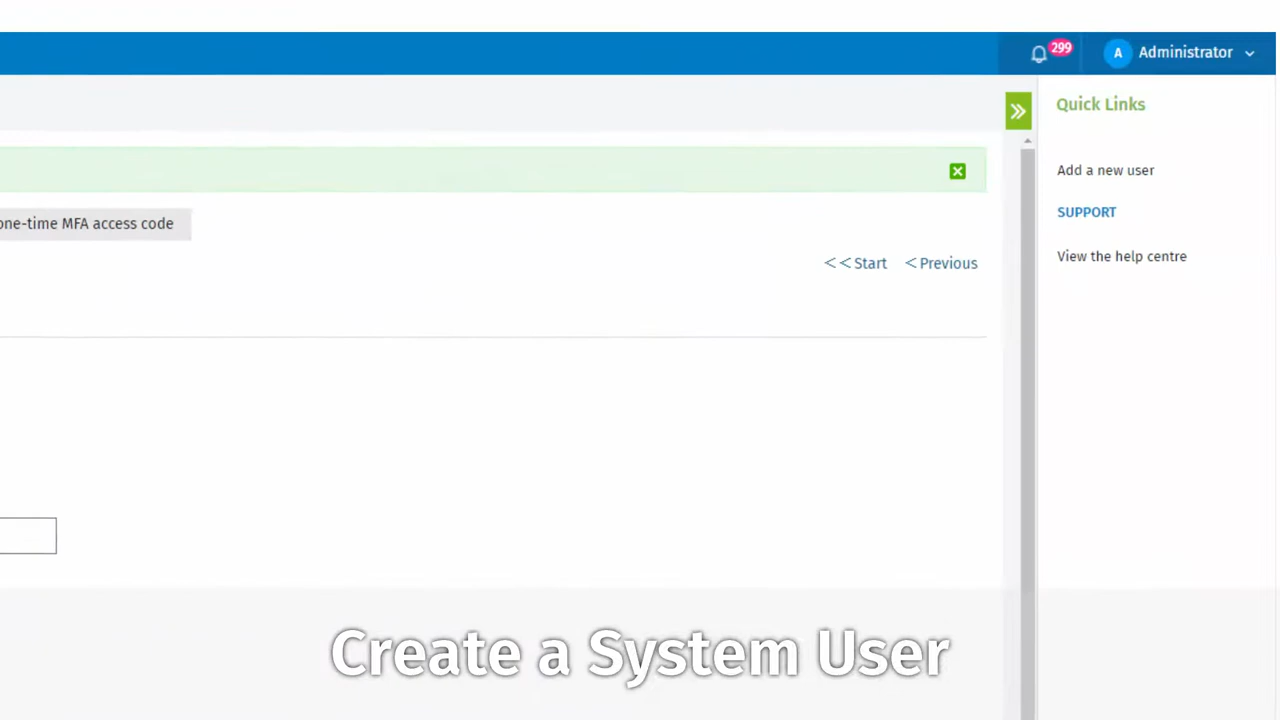 299
A Administrator
Quick Links
Add a new user
SUPPORT
View the help centre
one-time MFA access code
<<Start <Previous
Create a System User